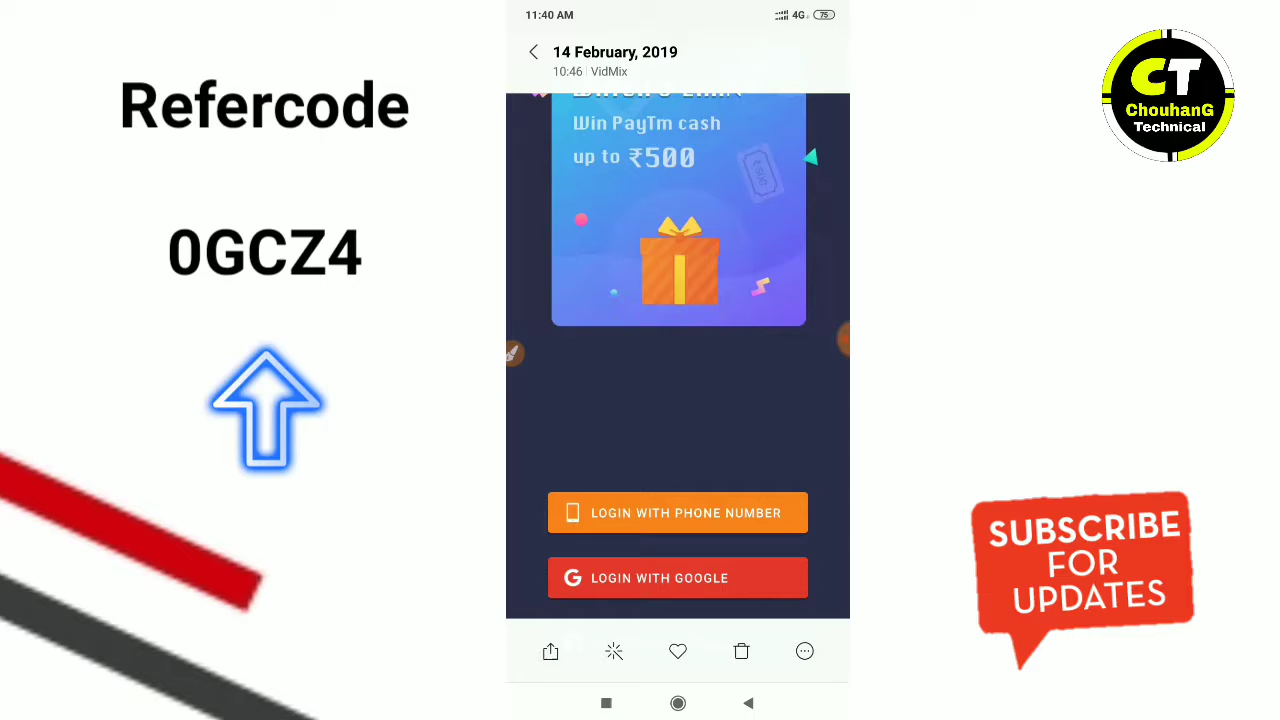 Refercode
0GCZ4
11:40 AM
4G
75
14 February, 2019
10:46 | VidMix
Win PayTm cash
up to ₹500
LOGIN WITH PHONE NUMBER
G LOGIN WITH GOOGLE
CT
ChouhanG
Technical
SUBSCRIBE
FOR
UPDATES